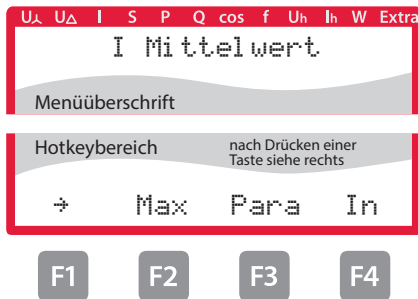 U⅄ U△ I S P Q cos f Uh Ih W Extra
I Mittelwert
Menüüberschrift
Hotkeybereich nach Drücken einer
Taste siehe rechts
→ Max Para In
F1 F2 F3 F4